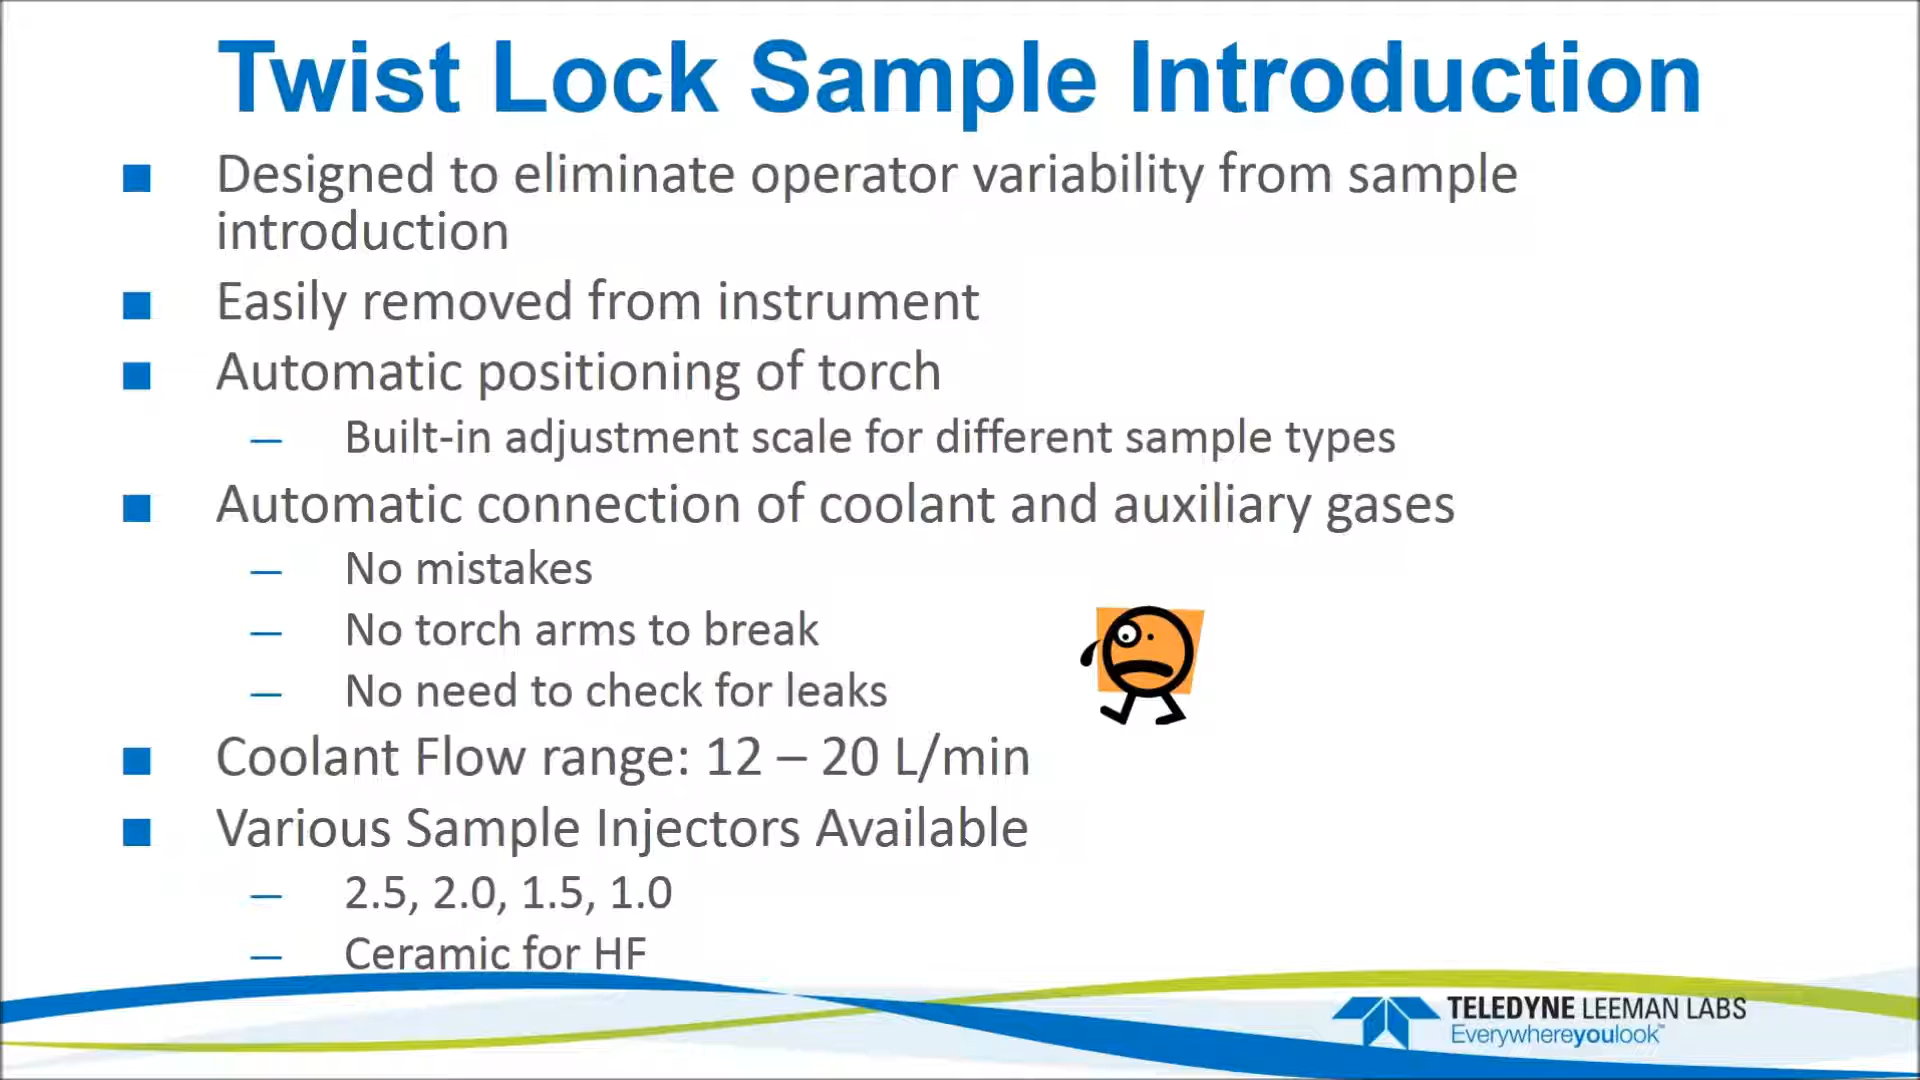 Twist Lock Sample Introduction
■ Designed to eliminate operator variability from sample
introduction
■ Easily removed from instrument
■ Automatic positioning of torch
— Built-in adjustment scale for different sample types
■ Automatic connection of coolant and auxiliary gases
— No mistakes
— No torch arms to break
— No need to check for leaks
■ Coolant Flow range: 12 – 20 L/min
■ Various Sample Injectors Available
— 2.5, 2.0, 1.5, 1.0
— Ceramic for HF
TELEDYNE LEEMAN LABS
Everywhereyoulook™